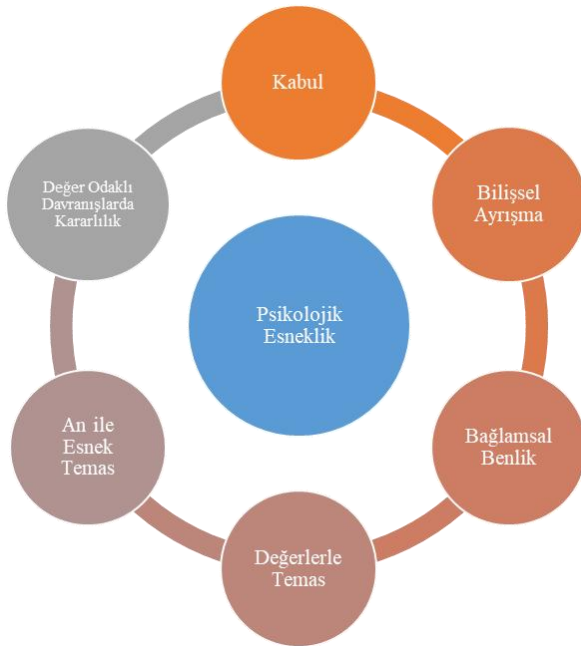 Kabul
Bilişsel
Ayrışma
Bağlamsal
Benlik
Değerlerle
Temas
An ile
Esnek
Temas
Değer Odaklı
Davranışlarda
Kararlılık
Psikolojik
Esneklik